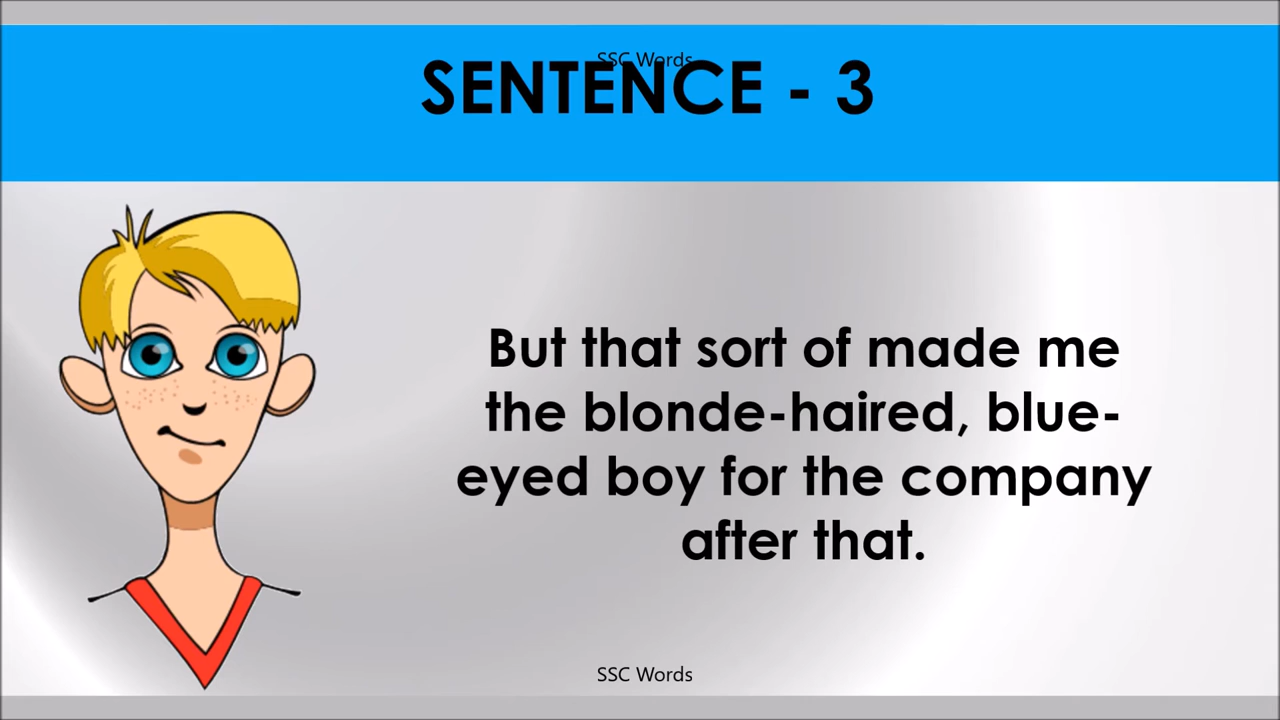 SSC Words
SENTENCE - 3
But that sort of made me
the blonde-haired, blue-
eyed boy for the company
after that.
SSC Words